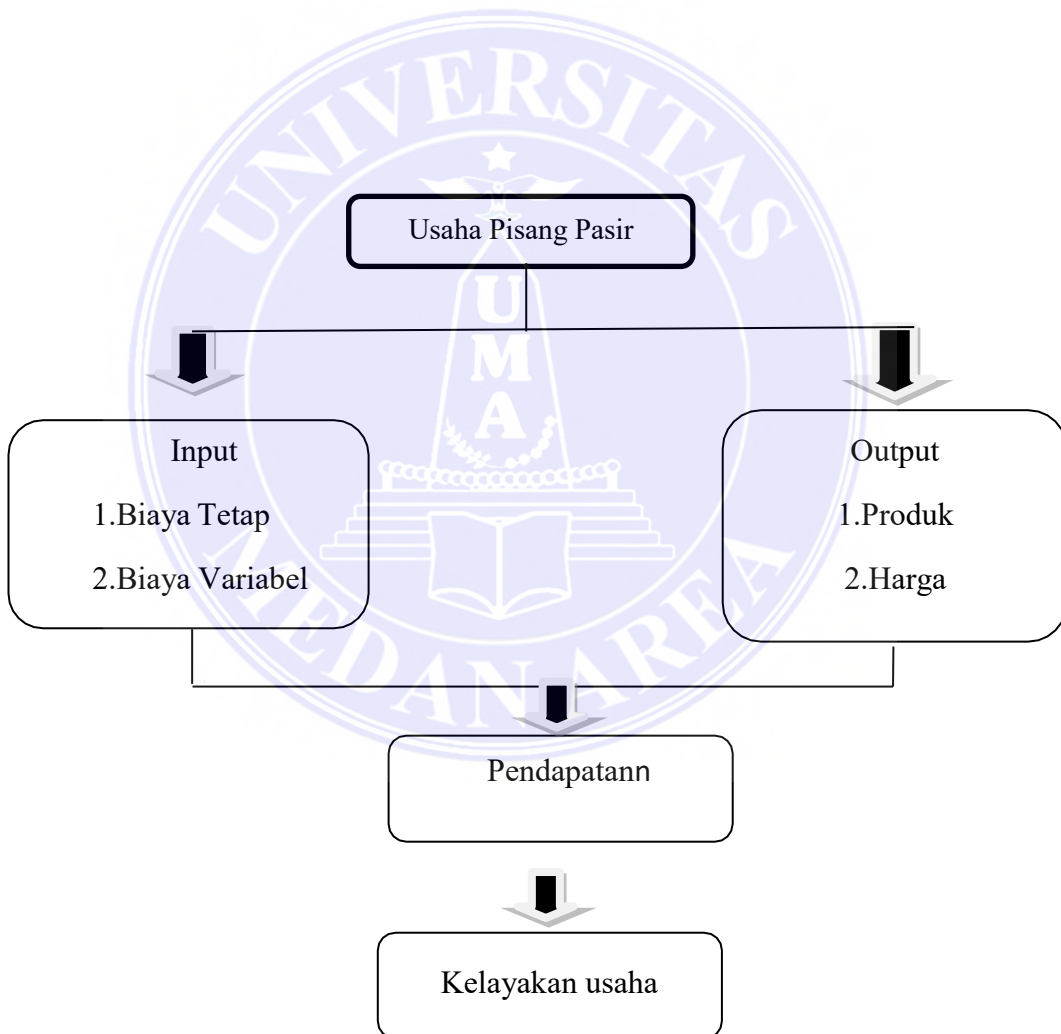 UNIVERSITAS
Usaha Pisang Pasir
U
M
A
Input
1.Biaya Tetap
2.Biaya Variabel
Output
1.Produk
2.Harga
MEDAN AREA
Pendapatann
Kelayakan usaha